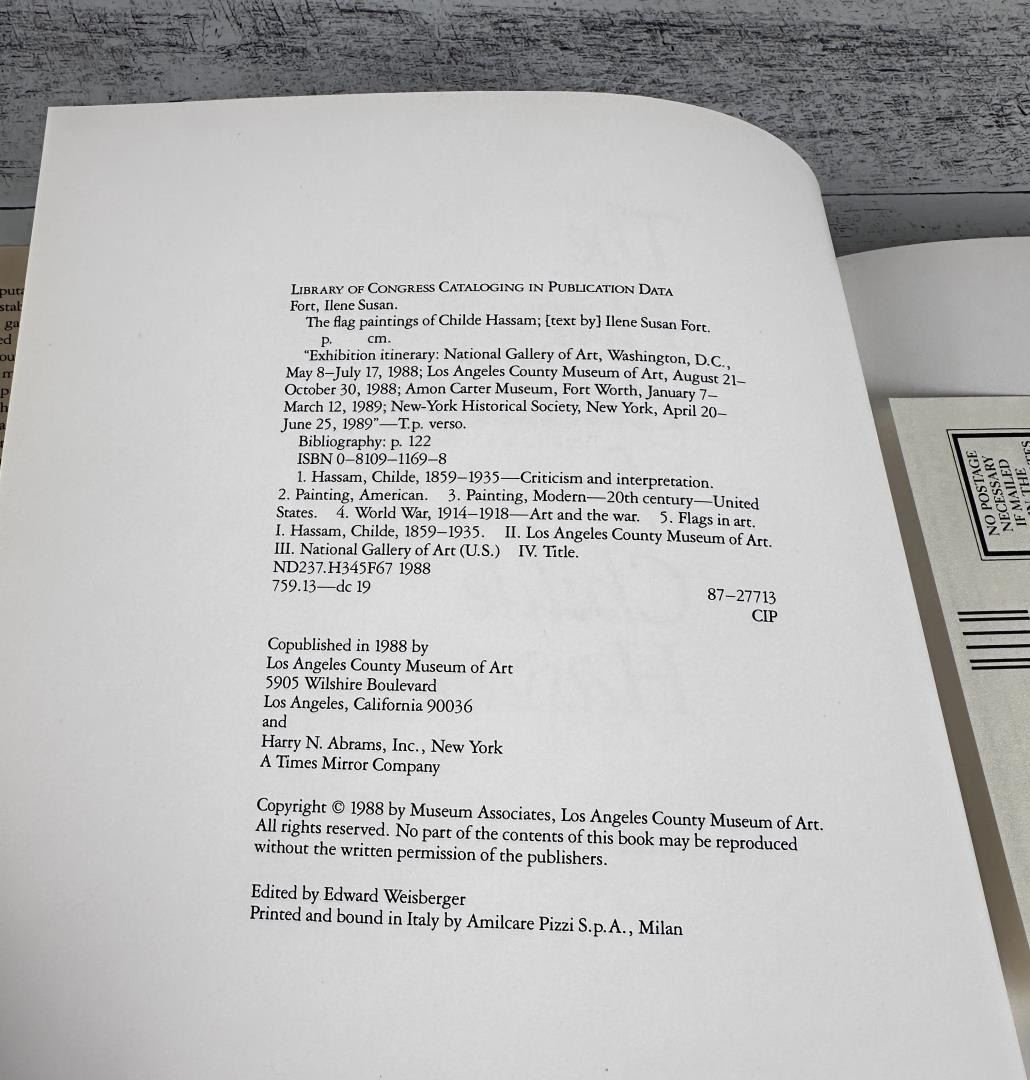 LIBRARY OF CONGRESS CATALOGING IN PUBLICATION DATA
Fort, Ilene Susan.
The flag paintings of Childe Hassam; [text by] Ilene Susan Fort.
p. cm.
"Exhibition itinerary: National Gallery of Art, Washington, D.C.,
May 8–July 17, 1988; Los Angeles County Museum of Art, August 21–
October 30, 1988; Amon Carter Museum, Fort Worth, January 7–
March 12, 1989; New-York Historical Society, New York, April 20–
June 25, 1989"—T.p. verso.
Bibliography: p. 122
ISBN 0–8109–1169–8
1. Hassam, Childe, 1859–1935—Criticism and interpretation.
2. Painting, American. 3. Painting, Modern—20th century—United
States. 4. World War, 1914–1918—Art and the war. 5. Flags in art.
I. Hassam, Childe, 1859–1935. II. Los Angeles County Museum of Art.
III. National Gallery of Art (U.S.) IV. Title.
ND237.H345F67 1988
759.13—dc 19
87–27713
CIP
Copublished in 1988 by
Los Angeles County Museum of Art
5905 Wilshire Boulevard
Los Angeles, California 90036
and
Harry N. Abrams, Inc., New York
A Times Mirror Company
Copyright © 1988 by Museum Associates, Los Angeles County Museum of Art.
All rights reserved. No part of the contents of this book may be reproduced
without the written permission of the publishers.
Edited by Edward Weisberger
Printed and bound in Italy by Amilcare Pizzi S.p.A., Milan
NO POSTAGE
NECESSARY
IF MAILED
IN THE